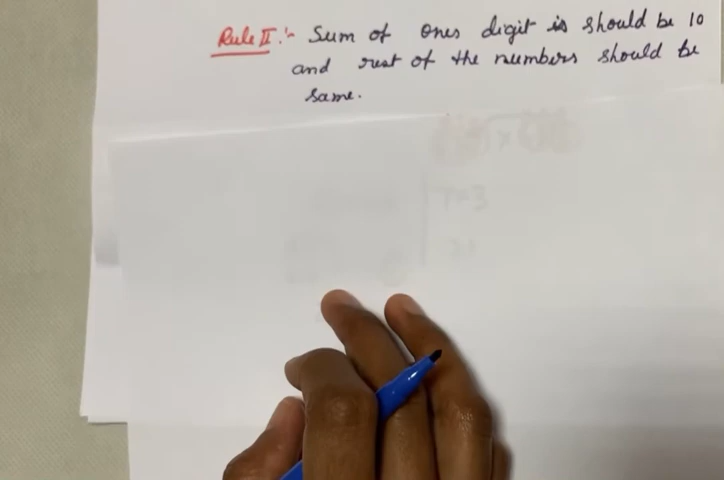 Rule II :- Sum of ones digit is should be 10
and rest of the numbers should be
same.